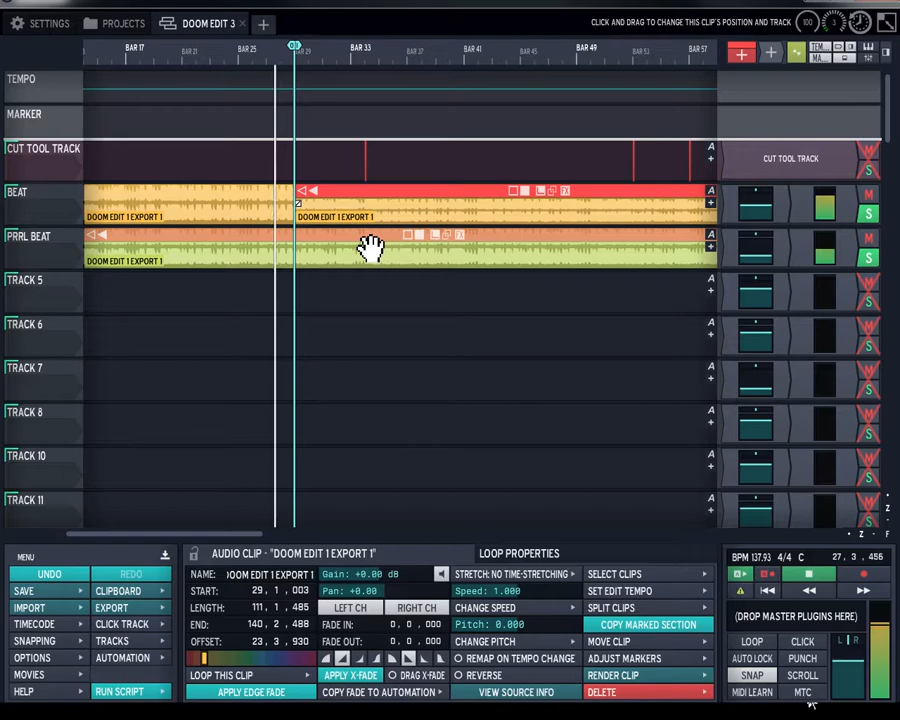 SETTINGS PROJECTS DOOM EDIT 3 × +
CLICK AND DRAG TO CHANGE THIS CLIP'S POSITION AND TRACK 100 3
BAR 17 BAR 21 BAR 25 BAR 29 BAR 33 BAR 37 BAR 41 BAR 45 BAR 49 BAR 53 BAR 57
TEM...
MA...
TEMPO
MARKER
CUT TOOL TRACK A CUT TOOL TRACK M
+ S
BEAT FX A M
DOOM EDIT 1 EXPORT 1 DOOM EDIT 1 EXPORT 1 + S
PRRL BEAT FX A M
DOOM EDIT 1 EXPORT 1 + S
TRACK 5 A M
+ S
TRACK 6 A M
+ S
TRACK 7 A M
+ S
TRACK 8 A M
+ S
TRACK 10 A M
+ S
TRACK 11 A M
+ S
Z
Z F
MENU
UNDO REDO
SAVE CLIPBOARD
IMPORT EXPORT
TIMECODE CLICK TRACK
SNAPPING TRACKS
OPTIONS AUTOMATION
MOVIES
HELP RUN SCRIPT
AUDIO CLIP - "DOOM EDIT 1 EXPORT 1"
NAME: DOOM EDIT 1 EXPORT 1 Gain: +0.00 dB
START: 29, 1, 003 Pan: +0.00
LENGTH: 111, 1, 485 LEFT CH RIGHT CH
END: 140, 2, 488 FADE IN: 0, 0, 000
OFFSET: 23, 3, 930 FADE OUT: 0, 0, 000
LOOP THIS CLIP APPLY X-FADE DRAG X-FADE
APPLY EDGE FADE COPY FADE TO AUTOMATION
LOOP PROPERTIES
STRETCH: NO TIME-STRETCHING SELECT CLIPS
Speed: 1.000 SET EDIT TEMPO
CHANGE SPEED SPLIT CLIPS
Pitch: 0.000 COPY MARKED SECTION
CHANGE PITCH MOVE CLIP
REMAP ON TEMPO CHANGE ADJUST MARKERS
REVERSE RENDER CLIP
VIEW SOURCE INFO DELETE
BPM 137.93 4/4 C 27, 3, 456
(DROP MASTER PLUGINS HERE)
LOOP CLICK L R
AUTO LOCK PUNCH
SNAP SCROLL
MIDI LEARN MTC